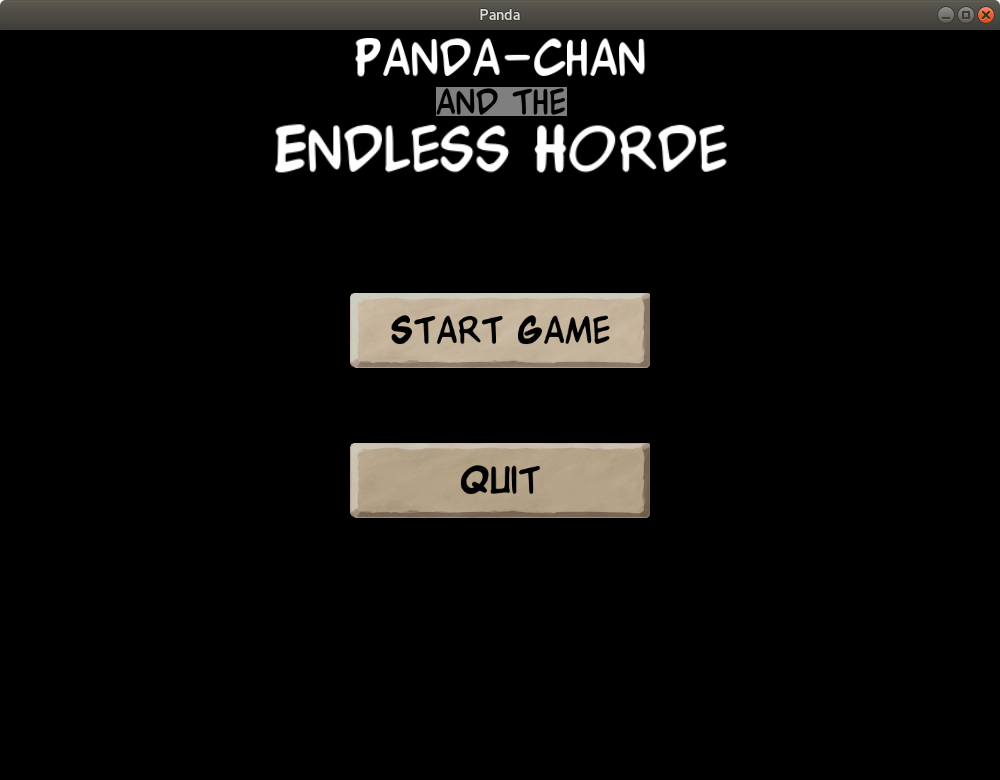 Panda
Panda-Chan
and the
Endless Horde
Start Game
Quit